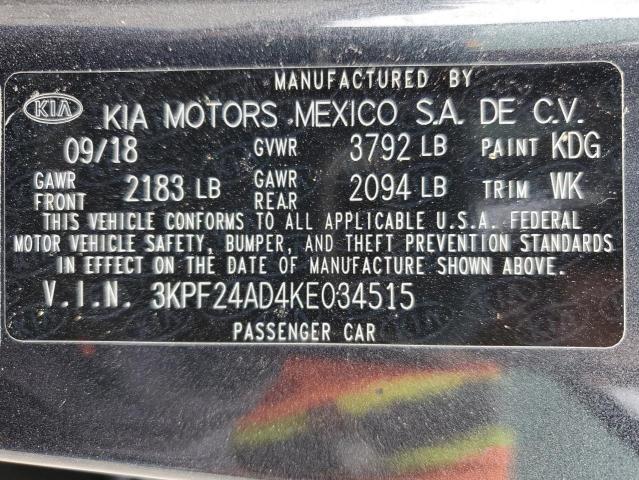 MANUFACTURED BY
KIA KIA MOTORS MEXICO S.A. DE C.V.
09/18 GVWR 3792 LB PAINT KDG
GAWR FRONT 2183 LB GAWR REAR 2094 LB TRIM WK
THIS VEHICLE CONFORMS TO ALL APPLICABLE U.S.A. FEDERAL
MOTOR VEHICLE SAFETY, BUMPER, AND THEFT PREVENTION STANDARDS
IN EFFECT ON THE DATE OF MANUFACTURE SHOWN ABOVE.
V.I.N. 3KPF24AD4KE034515
PASSENGER CAR